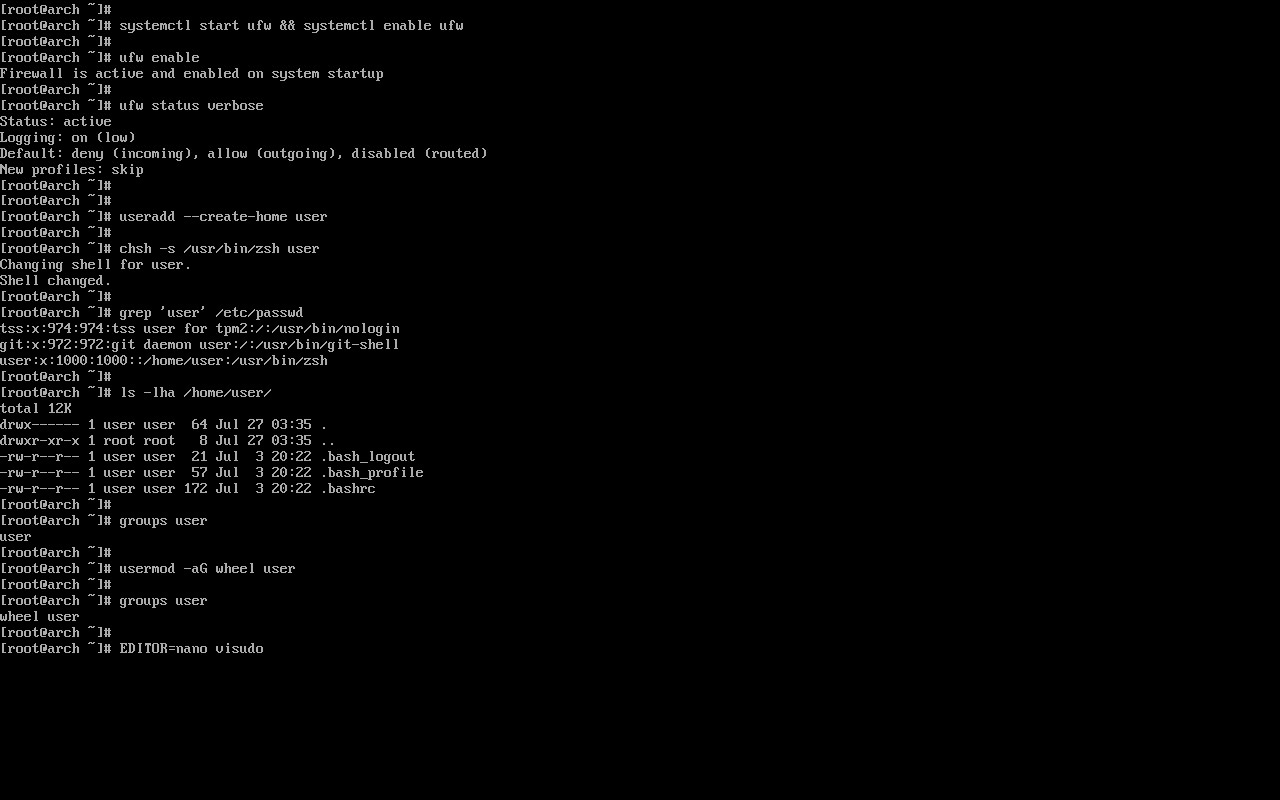 [root@arch ~]#
[root@arch ~]# systemctl start ufw && systemctl enable ufw
[root@arch ~]#
[root@arch ~]# ufw enable
Firewall is active and enabled on system startup
[root@arch ~]#
[root@arch ~]# ufw status verbose
Status: active
Logging: on (low)
Default: deny (incoming), allow (outgoing), disabled (routed)
New profiles: skip
[root@arch ~]#
[root@arch ~]#
[root@arch ~]# useradd --create-home user
[root@arch ~]#
[root@arch ~]# chsh -s /usr/bin/zsh user
Changing shell for user.
Shell changed.
[root@arch ~]#
[root@arch ~]# grep 'user' /etc/passwd
tss:x:974:974:tss user for tpm2:/:/usr/bin/nologin
git:x:972:972:git daemon user:/:/usr/bin/git-shell
user:x:1000:1000::/home/user:/usr/bin/zsh
[root@arch ~]#
[root@arch ~]# ls -lha /home/user/
total 12K
drwx------ 1 user user  64 Jul 27 03:35 .
drwxr-xr-x 1 root root   8 Jul 27 03:35 ..
-rw-r--r-- 1 user user  21 Jul  3 20:22 .bash_logout
-rw-r--r-- 1 user user  57 Jul  3 20:22 .bash_profile
-rw-r--r-- 1 user user 172 Jul  3 20:22 .bashrc
[root@arch ~]#
[root@arch ~]# groups user
user
[root@arch ~]#
[root@arch ~]# usermod -aG wheel user
[root@arch ~]#
[root@arch ~]# groups user
wheel user
[root@arch ~]#
[root@arch ~]# EDITOR=nano visudo